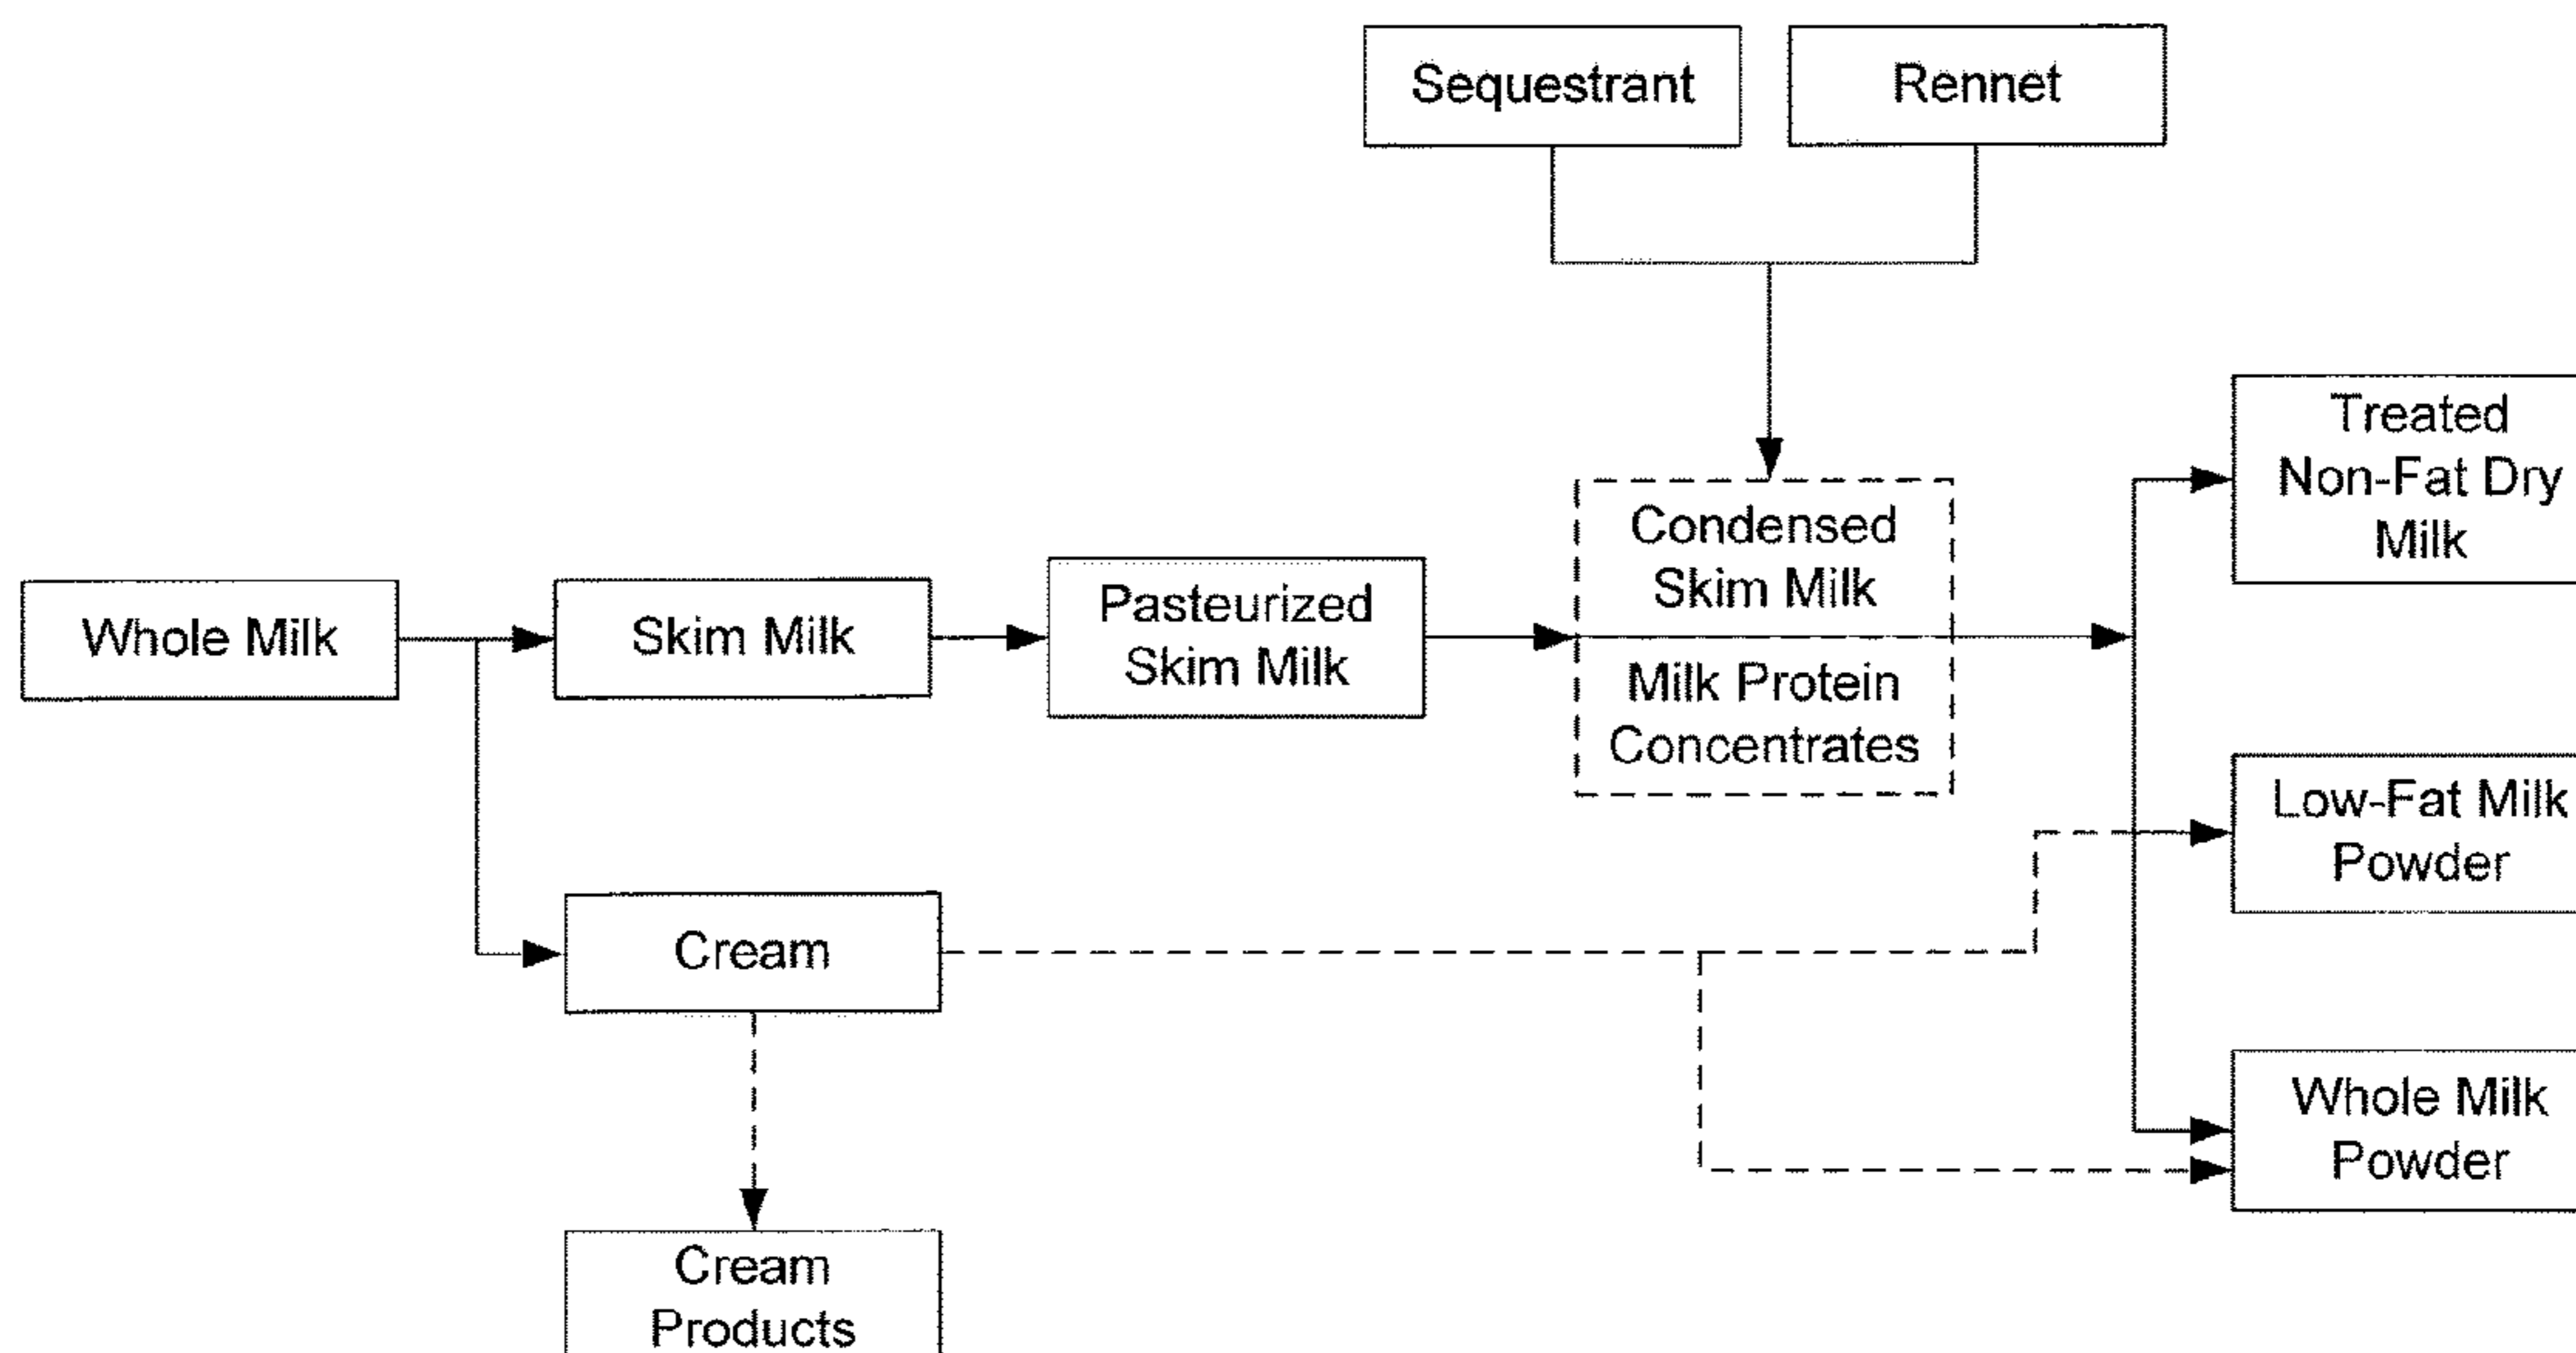 Sequestrant
Rennet
Treated
Non-Fat Dry
Milk
Condensed
Skim Milk
Milk Protein
Concentrates
Pasteurized
Skim Milk
Whole Milk
Skim Milk
Low-Fat Milk
Powder
Cream
Whole Milk
Powder
Cream
Products